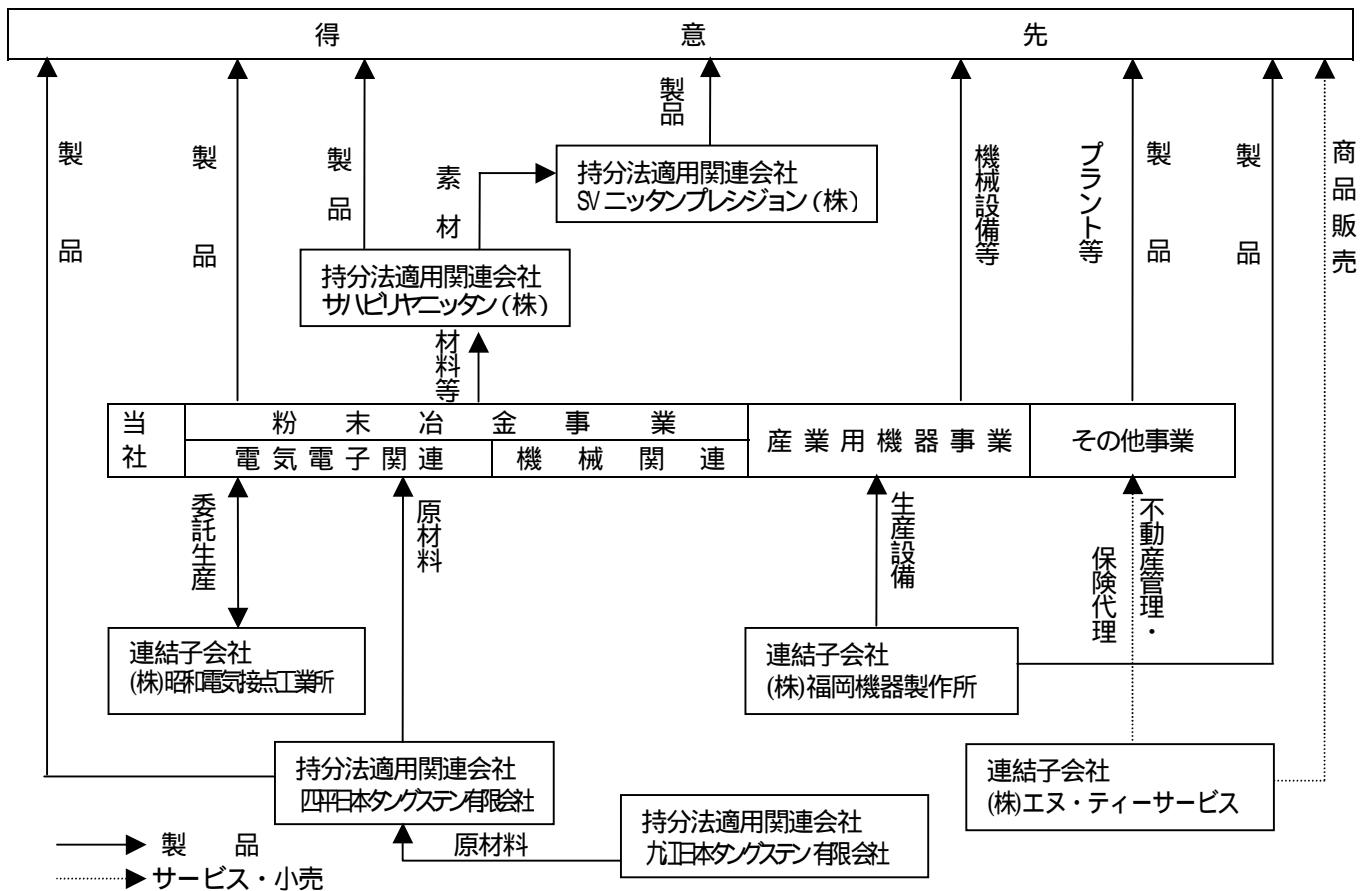 得意先
製品
製品
製品
素材
製品
機械設備等
プラント等
製品
製品
商品販売
持分法適用関連会社
SVニッタンプレシジョン(株)
持分法適用関連会社
サハビリヤニッタン(株)
材料等
当社
粉末冶金事業
電気電子関連
機械関連
産業用機器事業
その他事業
委託生産
原材料
生産設備
不動産管理・
保険代理
連結子会社
(株)昭和電気接点工業所
連結子会社
(株)福岡機器製作所
持分法適用関連会社
四平日本タングステン有限会社
連結子会社
(株)エヌ・ティーサービス
持分法適用関連会社
九江日本タングステン有限会社
原材料
製品
サービス・小売